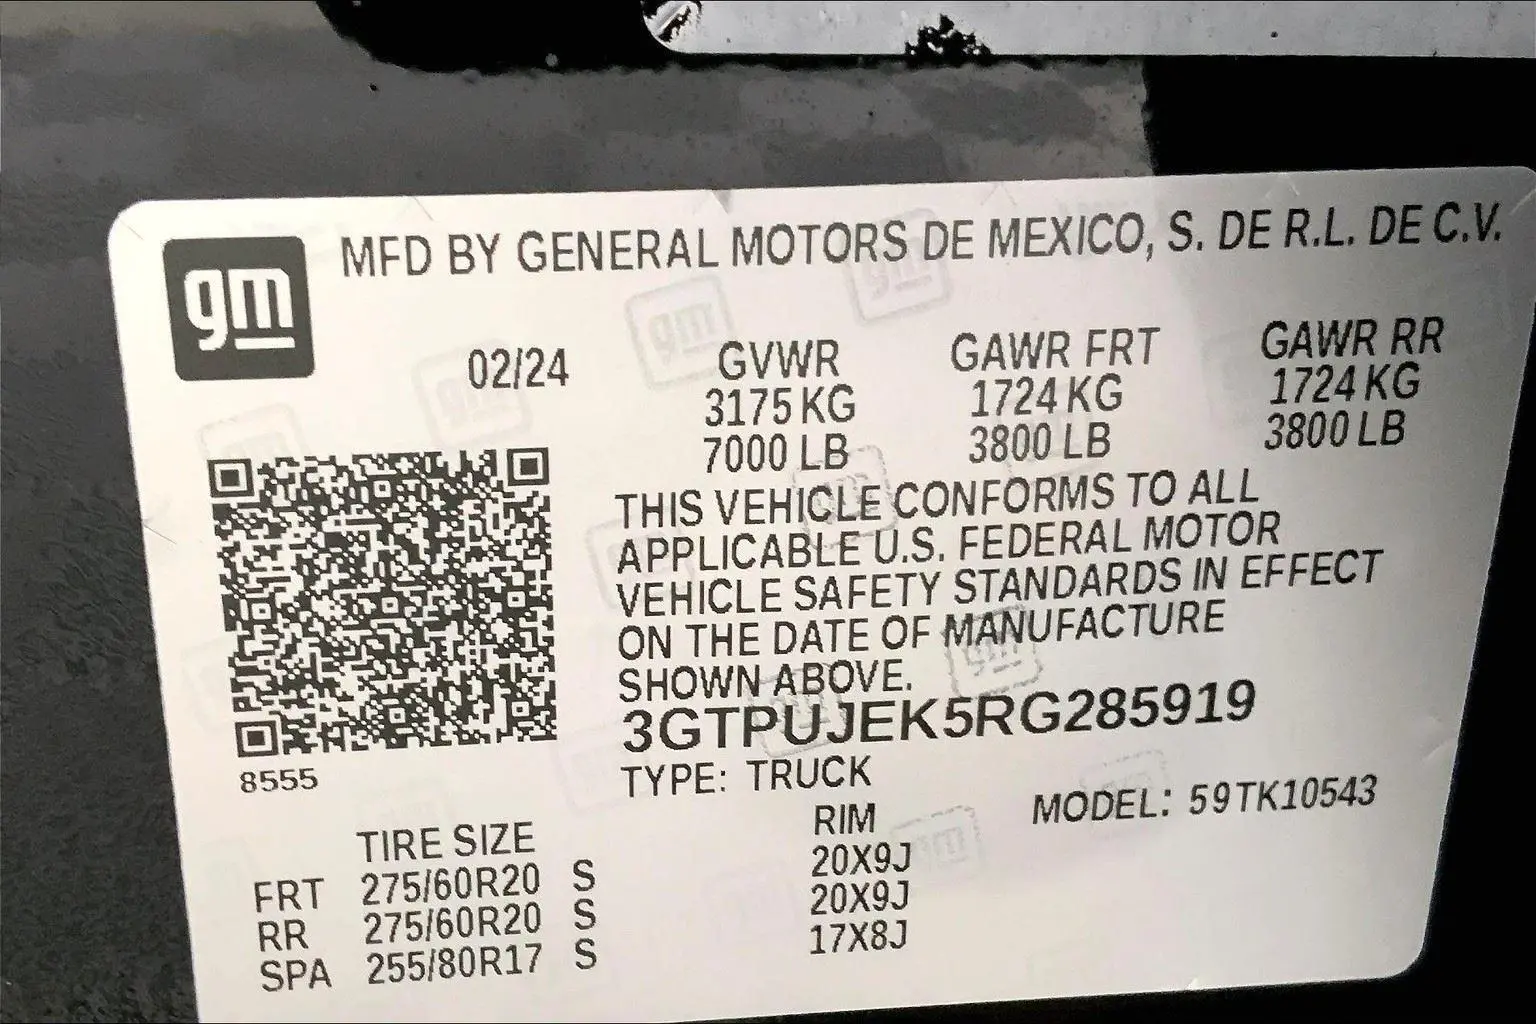 gm
MFD BY GENERAL MOTORS DE MEXICO, S. DE R.L. DE C.V.
02/24
GVWR GAWR FRT GAWR RR
3175 KG 1724 KG 1724 KG
7000 LB 3800 LB 3800 LB
THIS VEHICLE CONFORMS TO ALL
APPLICABLE U.S. FEDERAL MOTOR
VEHICLE SAFETY STANDARDS IN EFFECT
ON THE DATE OF MANUFACTURE
SHOWN ABOVE.
3GTPUJEK5RG285919
8555
TYPE: TRUCK
MODEL: 59TK10543
TIRE SIZE RIM
FRT 275/60R20 S 20X9J
RR 275/60R20 S 20X9J
SPA 255/80R17 S 17X8J